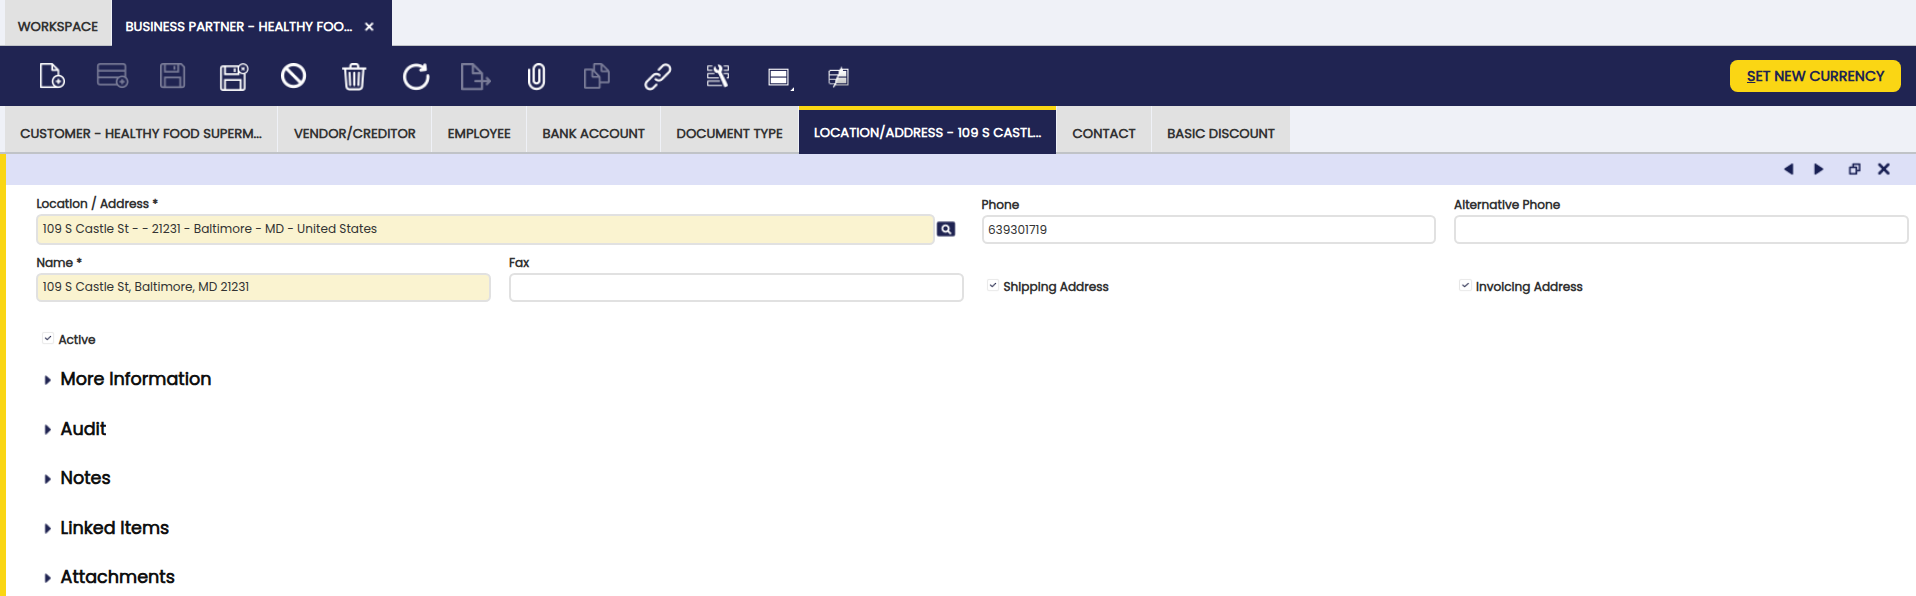 WORKSPACE
BUSINESS PARTNER - HEALTHY FOO...
SET NEW CURRENCY
CUSTOMER - HEALTHY FOOD SUPERM...
VENDOR/CREDITOR
EMPLOYEE
BANK ACCOUNT
DOCUMENT TYPE
LOCATION/ADDRESS - 109 S CASTL...
CONTACT
BASIC DISCOUNT
Location / Address *
Phone
Alternative Phone
109 S Castle St - - 21231 - Baltimore - MD - United States
639301719
Name *
Fax
109 S Castle St, Baltimore, MD 21231
Shipping Address
Invoicing Address
Active
More Information
Audit
Notes
Linked Items
Attachments